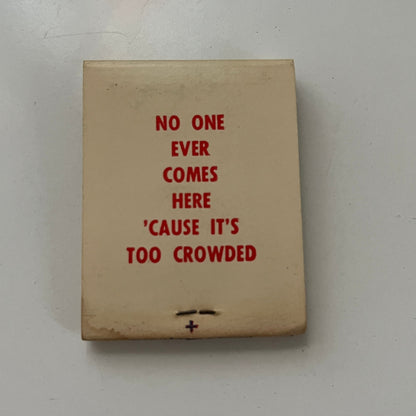 NO ONE
EVER
COMES
HERE
'CAUSE IT'S
TOO CROWDED